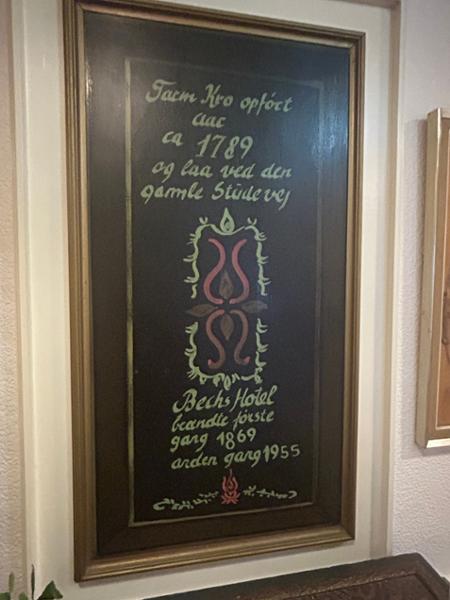 Tarm Kro opført
aar
ca 1789
og laa ved den
gamle Studevej
Bechs Hotel
brændte første
gang 1869
anden gang 1955